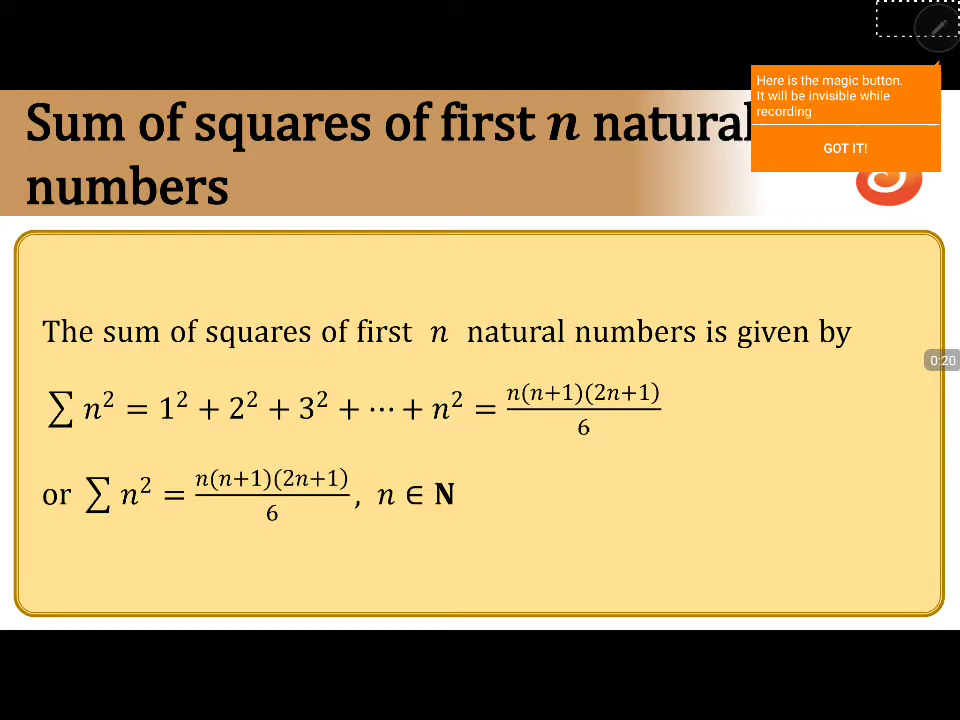 Here is the magic button.
It will be invisible while
recording
GOT IT!
Sum of squares of first n natural
numbers
The sum of squares of first n natural numbers is given by
∑ n² = 1² + 2² + 3² + ⋯ + n² = n(n+1)(2n+1)/6
0:20
or ∑ n² = n(n+1)(2n+1)/6, n ∈ N